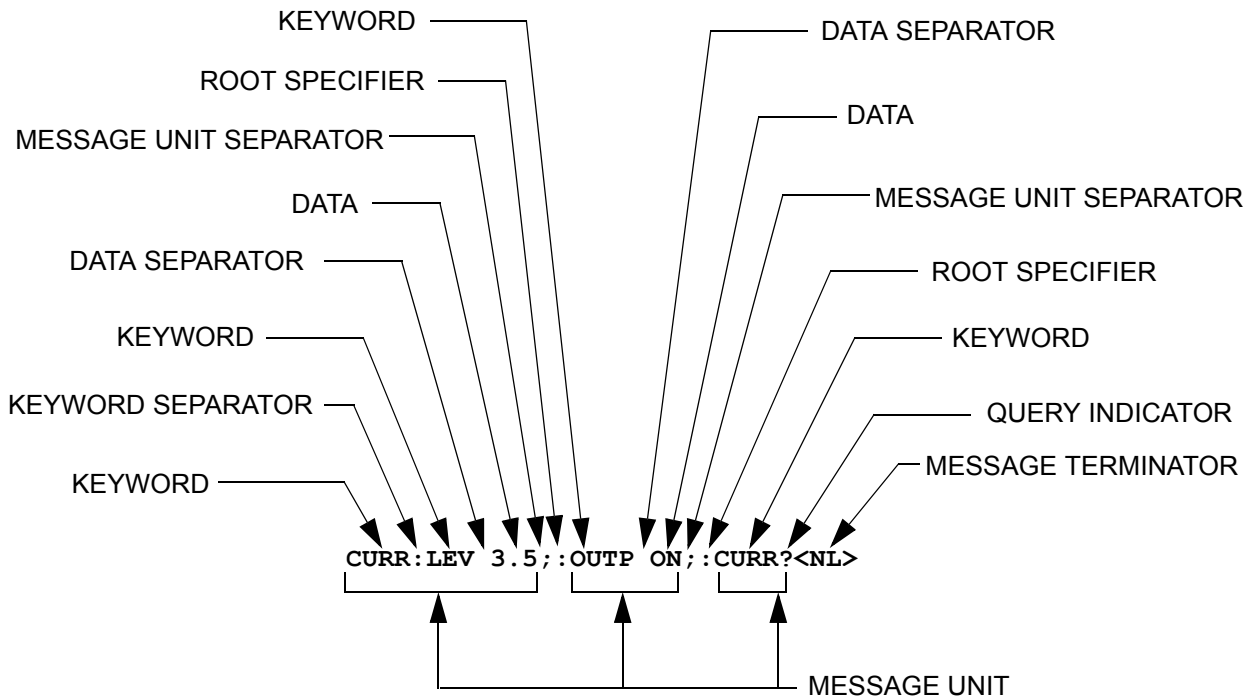 KEYWORD
DATA SEPARATOR
ROOT SPECIFIER
DATA
MESSAGE UNIT SEPARATOR
MESSAGE UNIT SEPARATOR
DATA
DATA SEPARATOR
ROOT SPECIFIER
KEYWORD
KEYWORD
KEYWORD SEPARATOR
QUERY INDICATOR
KEYWORD
MESSAGE TERMINATOR
CURR:LEV 3.5;:OUTP ON;:CURR?<NL>
MESSAGE UNIT